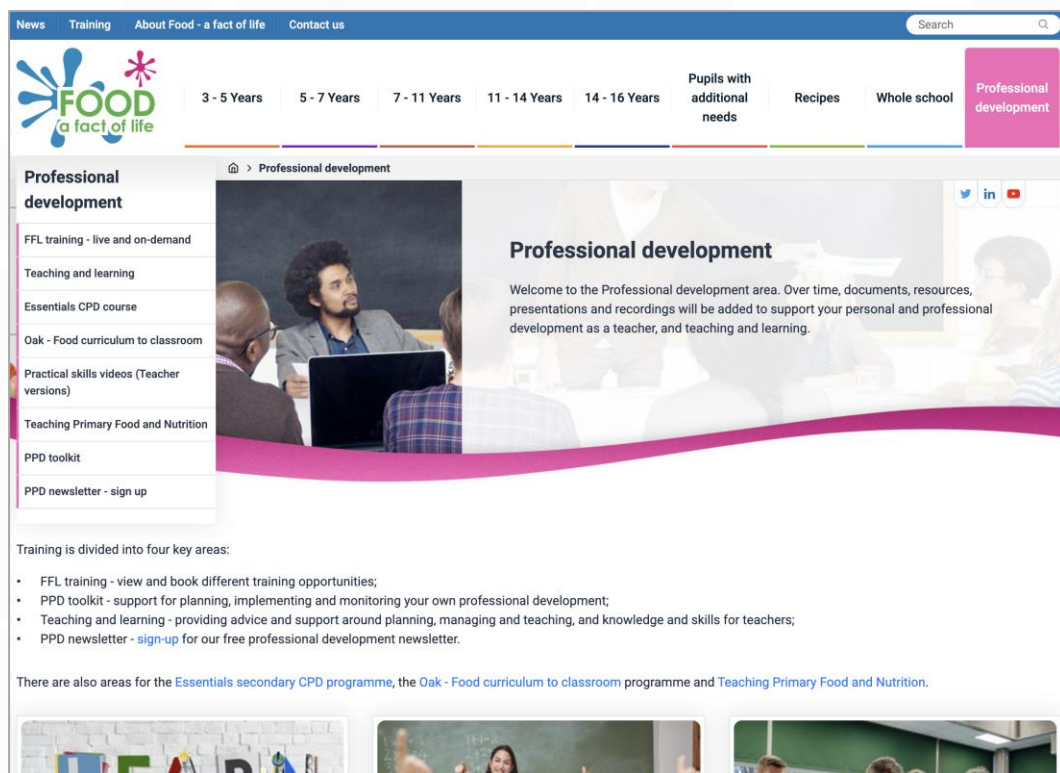 News Training About Food - a fact of life Contact us Search
FOOD
a fact of life
3 - 5 Years 5 - 7 Years 7 - 11 Years 11 - 14 Years 14 - 16 Years
Pupils with
additional
needs
Recipes Whole school
Professional
development
> Professional development
Professional
development
FFL training - live and on-demand
Teaching and learning
Essentials CPD course
Oak - Food curriculum to classroom
Practical skills videos (Teacher
versions)
Teaching Primary Food and Nutrition
PPD toolkit
PPD newsletter - sign up
in
Professional development
Welcome to the Professional development area. Over time, documents, resources,
presentations and recordings will be added to support your personal and professional
development as a teacher, and teaching and learning.
Training is divided into four key areas:
• FFL training - view and book different training opportunities;
• PPD toolkit - support for planning, implementing and monitoring your own professional development;
• Teaching and learning - providing advice and support around planning, managing and teaching, and knowledge and skills for teachers;
• PPD newsletter - sign-up for our free professional development newsletter.
There are also areas for the Essentials secondary CPD programme, the Oak - Food curriculum to classroom programme and Teaching Primary Food and Nutrition.
LEARN